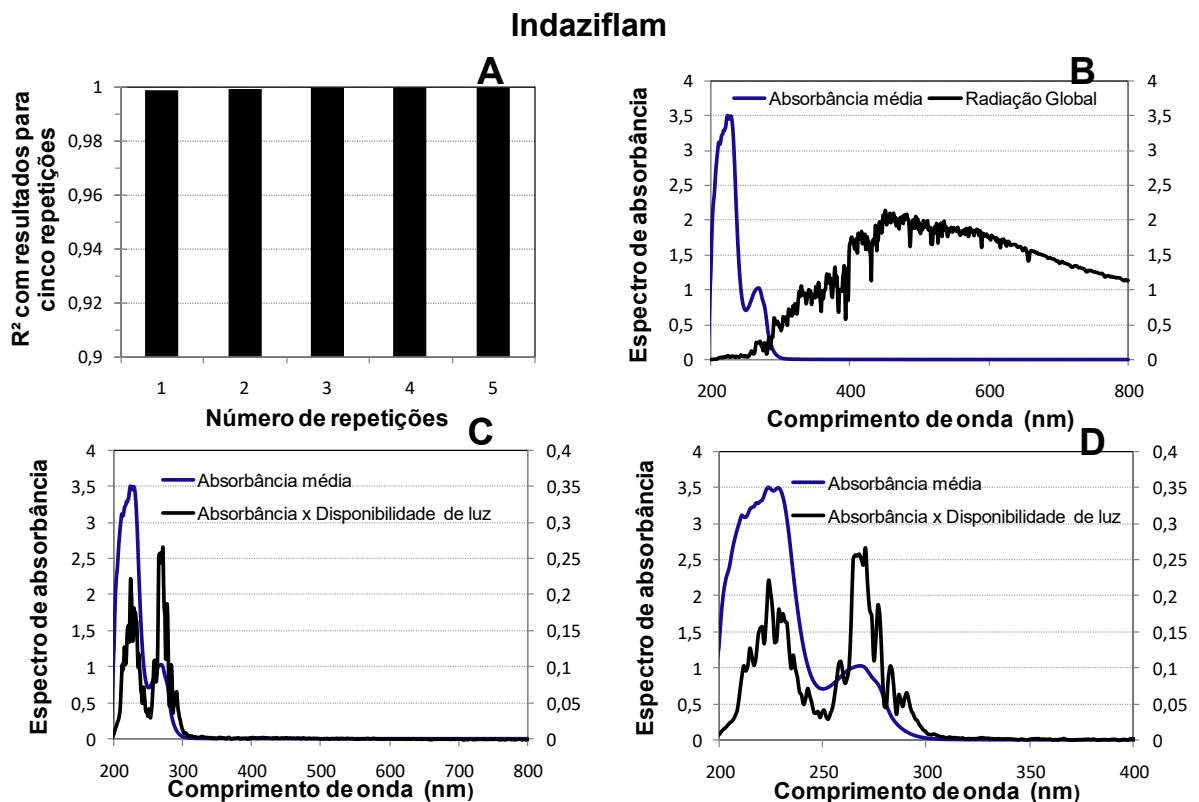 Indaziflam
A
R² com resultados para
cinco repetições
1
0,98
0,96
0,94
0,92
0,9
1 2 3 4 5
Número de repetições
B
Espectro de absorbância
Absorbância média
Radiação Global
4
3,5
3
2,5
2
1,5
1
0,5
0
4
3,5
3
2,5
2
1,5
1
0,5
0
200 400 600 800
Comprimento de onda (nm)
C
Espectro de absorbância
Absorbância média
Absorbância x Disponibilidade de luz
4
3,5
3
2,5
2
1,5
1
0,5
0
0,4
0,35
0,3
0,25
0,2
0,15
0,1
0,05
0
200 300 400 500 600 700 800
Comprimento de onda (nm)
D
Espectro de absorbância
Absorbância média
Absorbância x Disponibilidade de luz
4
3,5
3
2,5
2
1,5
1
0,5
0
0,4
0,35
0,3
0,25
0,2
0,15
0,1
0,05
0
200 250 300 350 400
Comprimento de onda (nm)